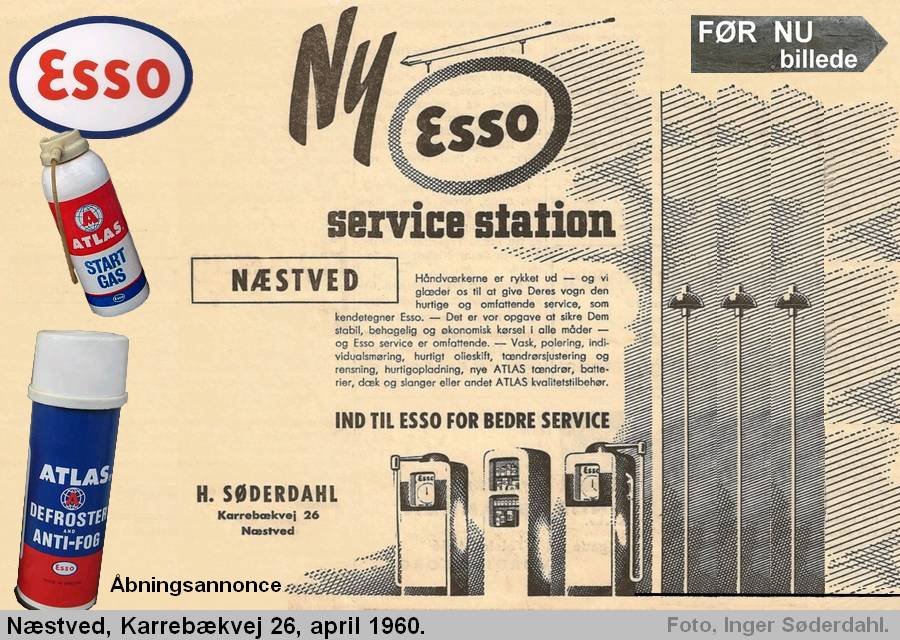 FØR NU
billede
Esso
Ny
Esso
service station
NÆSTVED
Håndværkerne er rykket ud — og vi
glæder os til at give Deres vogn den
hurtige og omfattende service, som
kendetegner Esso. — Det er vor opgave at sikre Dem
stabil, behagelig og økonomisk kørsel i alle måder —
og Esso service er omfattende. — Vask, polering, indi-
vidualsmøring, hurtigt olieskift, tændrørsjustering og
rensning, hurtigopladning, nye ATLAS tændrør, batte-
rier, dæk og slanger eller andet ATLAS kvalitetstilbehør.
IND TIL ESSO FOR BEDRE SERVICE
H. SØDERDAHL
Karrebækvej 26
Næstved
Esso
Esso
A
ATLAS
START
GAS
Esso
ATLAS
A
DEFROSTER
AND
ANTI-FOG
Esso
Åbningsannonce
Næstved, Karrebækvej 26, april 1960.
Foto, Inger Søderdahl.